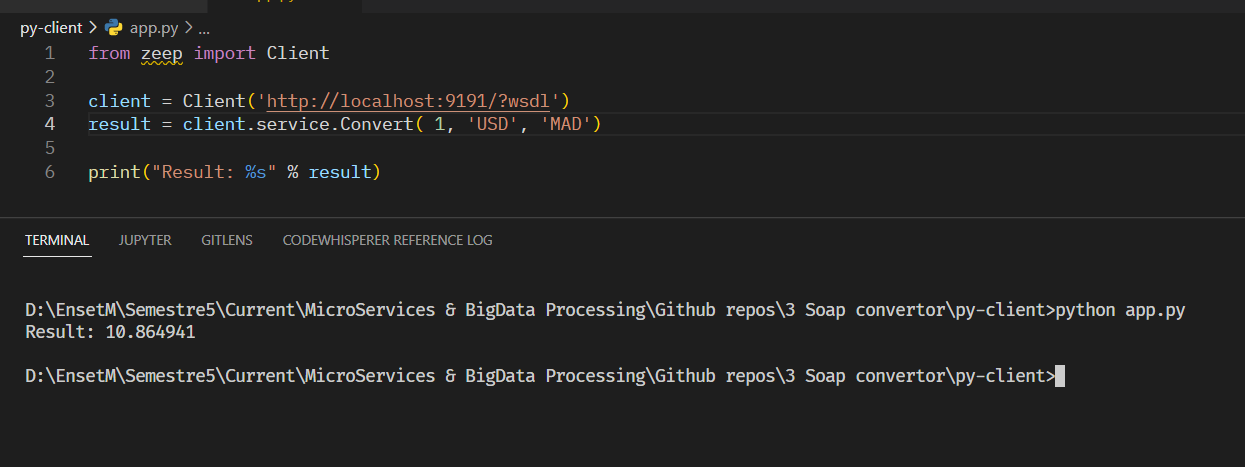 py-client > app.py > ...
1 from zeep import Client
2
3 client = Client('http://localhost:9191/?wsdl')
4 result = client.service.Convert( 1, 'USD', 'MAD')
5
6 print("Result: %s" % result)
TERMINAL JUPYTER GITLENS CODEWHISPERER REFERENCE LOG
D:\EnsetM\Semestre5\Current\MicroServices & BigData Processing\Github repos\3 Soap convertor\py-client>python app.py
Result: 10.864941
D:\EnsetM\Semestre5\Current\MicroServices & BigData Processing\Github repos\3 Soap convertor\py-client>